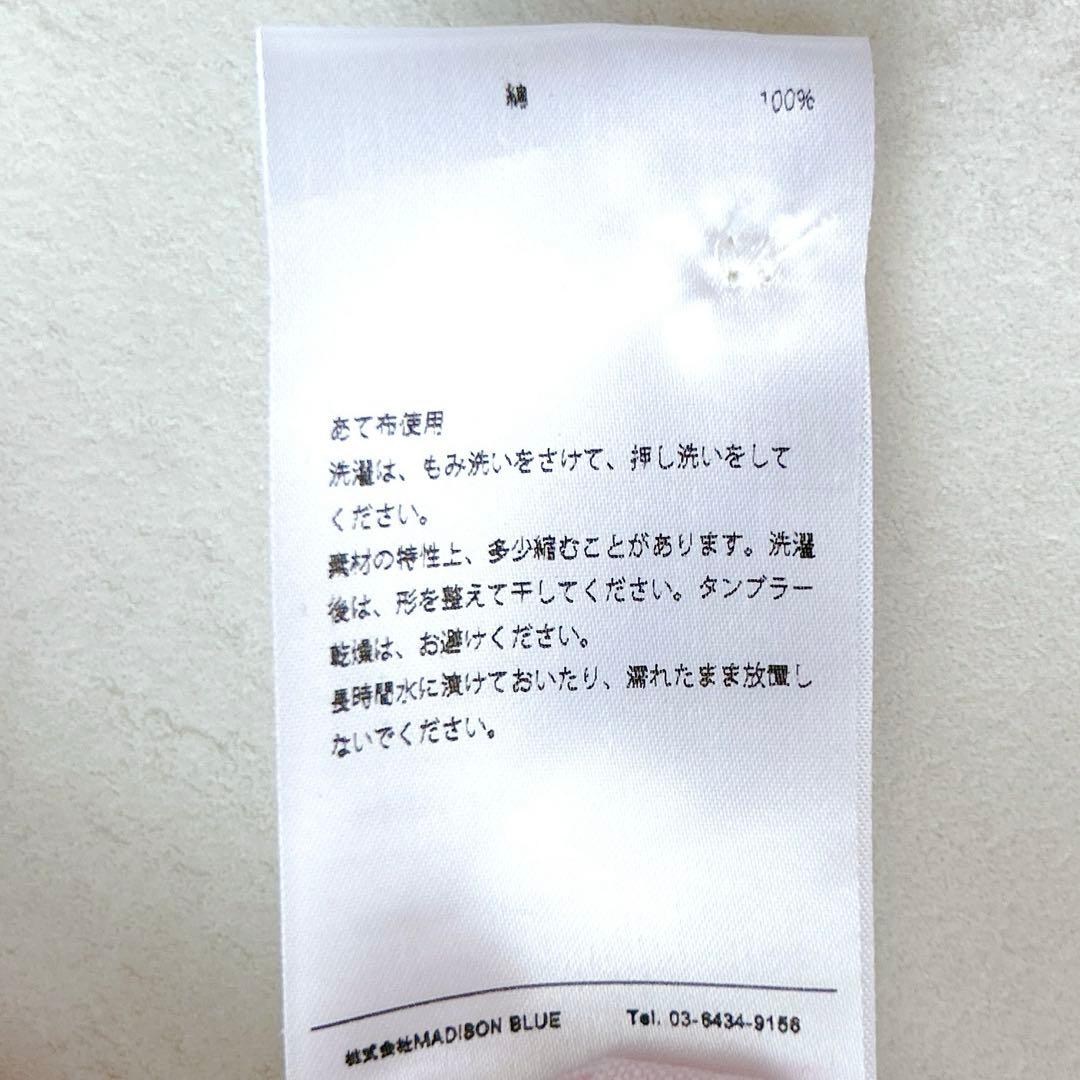 綿 100%
あて布使用
洗濯は、もみ洗いをさけて、押し洗いをして
ください。
素材の特性上、多少縮むことがあります。洗濯
後は、形を整えて干してください。タンブラー
乾燥は、お避けください。
長時間水に漬けておいたり、濡れたまま放置し
ないでください。
株式会社MADISON BLUE Tel. 03-6434-9156